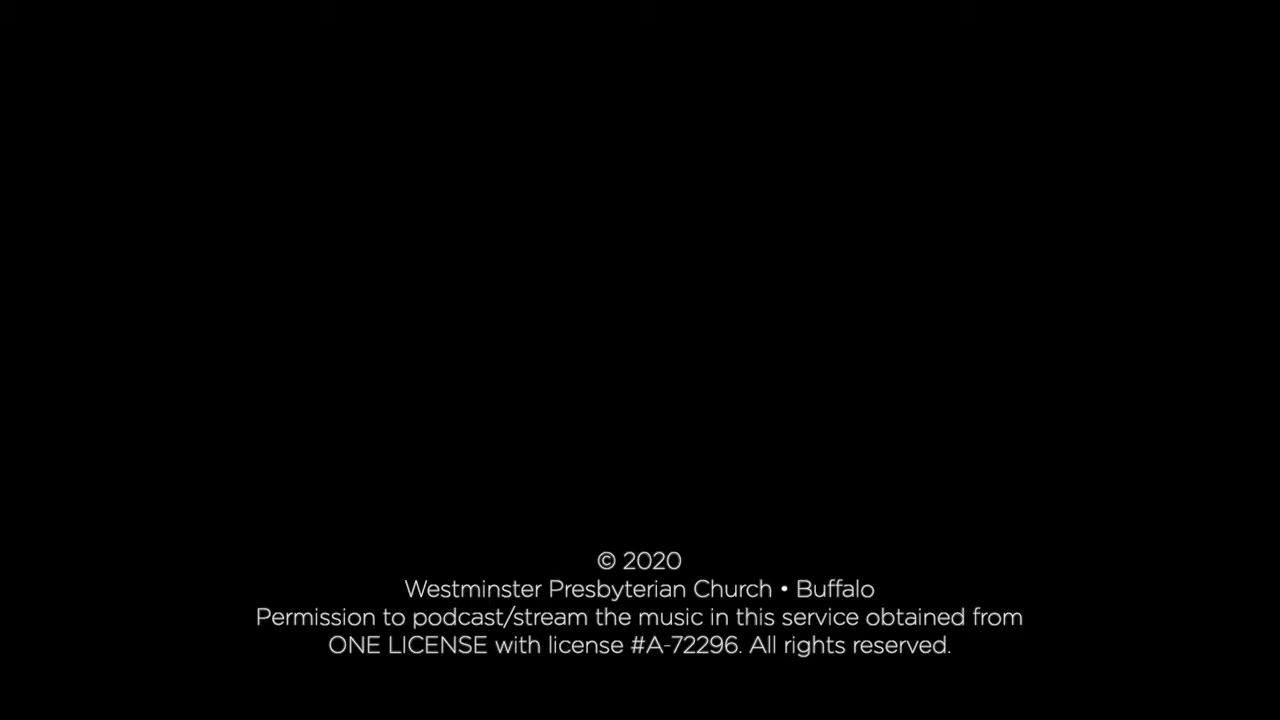 © 2020
Westminster Presbyterian Church • Buffalo
Permission to podcast/stream the music in this service obtained from
ONE LICENSE with license #A-72296. All rights reserved.